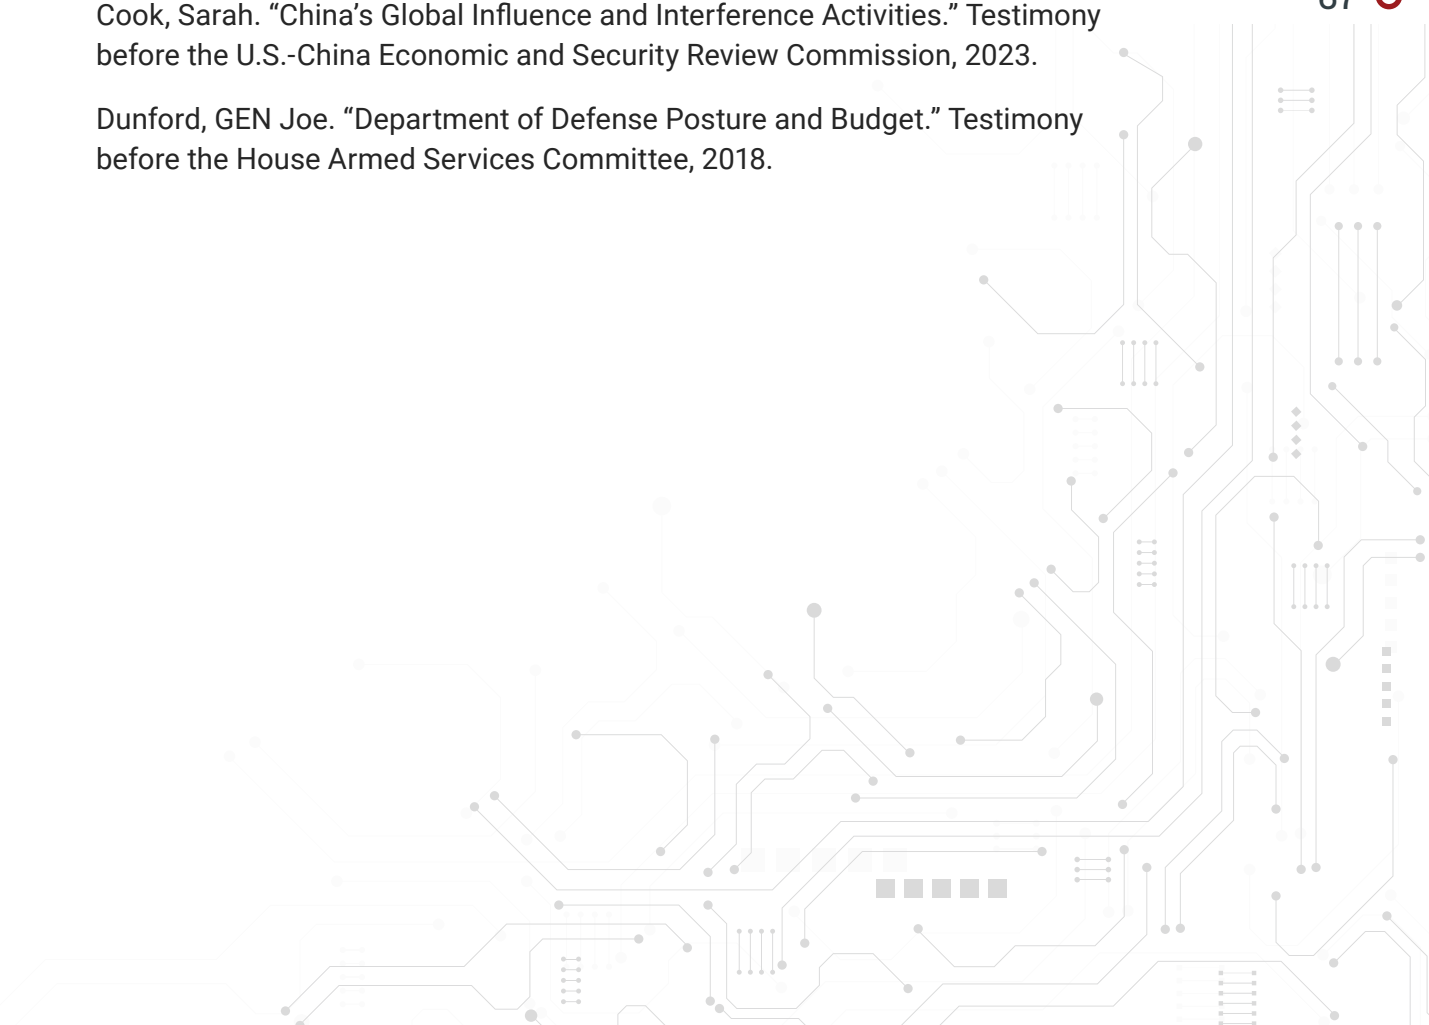 67
Cook, Sarah. “China’s Global Influence and Interference Activities.” Testimony
before the U.S.-China Economic and Security Review Commission, 2023.
Dunford, GEN Joe. “Department of Defense Posture and Budget.” Testimony
before the House Armed Services Committee, 2018.